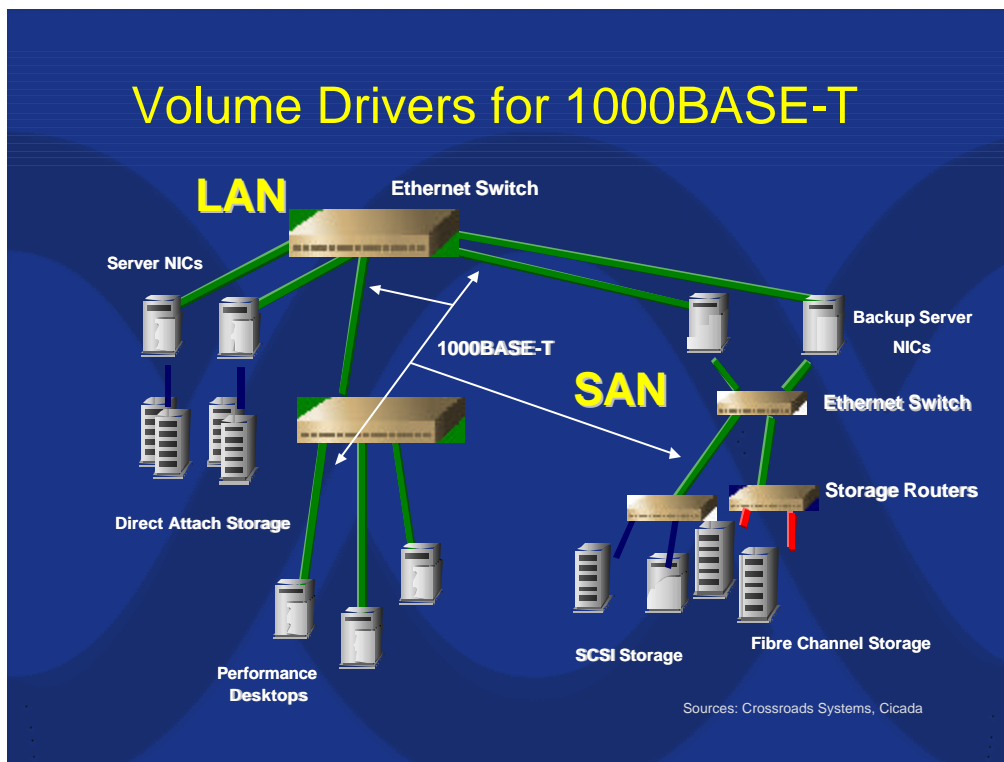 Volume Drivers for 1000BASE-T
LAN
Ethernet Switch
Server NICs
Backup Server
NICs
1000BASE-T
SAN
Ethernet Switch
Storage Routers
Direct Attach Storage
Fibre Channel Storage
SCSI Storage
Performance
Desktops
Sources: Crossroads Systems, Cicada